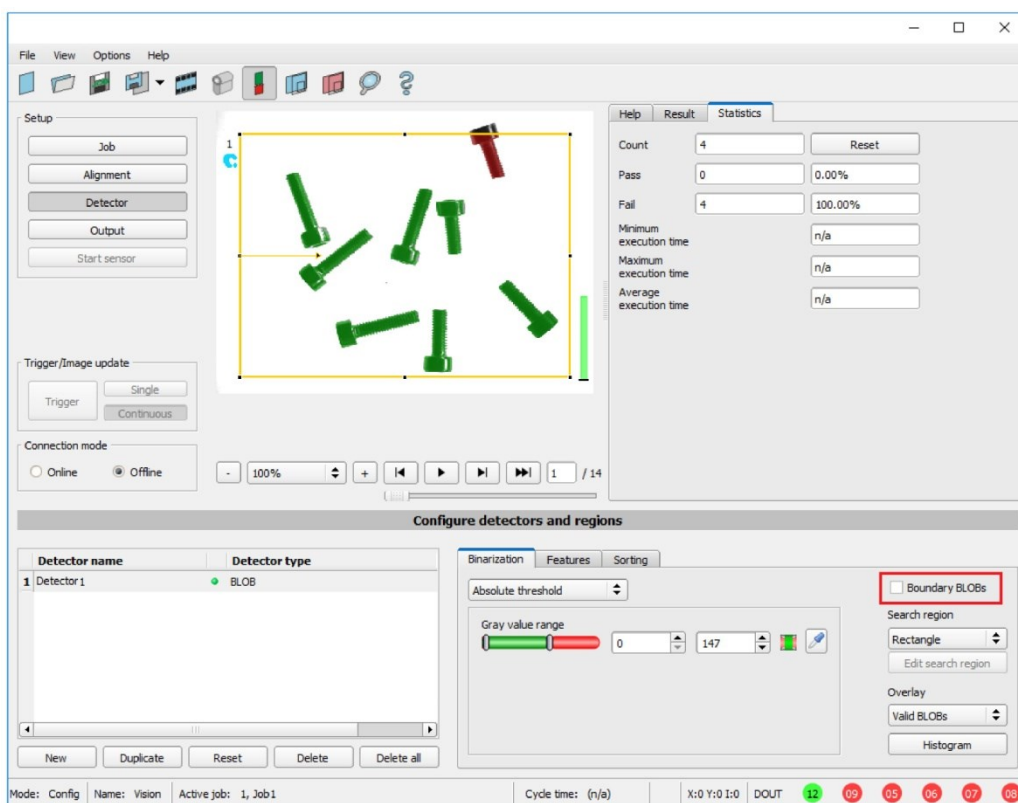 File View Options Help
Setup
Job
Alignment
Detector
Output
Start sensor
Trigger/Image update
Trigger
Single
Continuous
Connection mode
Online Offline
1
- 100% + 1 / 14
Help Result Statistics
Count 4 Reset
Pass 0 0.00%
Fail 4 100.00%
Minimum
execution time n/a
Maximum
execution time n/a
Average
execution time n/a
Configure detectors and regions
Detector name Detector type
1 Detector1 BLOB
New Duplicate Reset Delete Delete all
Binarization Features Sorting
Absolute threshold
Gray value range
0 147
Boundary BLOBs
Search region
Rectangle
Edit search region
Overlay
Valid BLOBs
Histogram
Mode: Config Name: Vision Active job: 1, Job1 Cycle time: (n/a) X:0 Y:0 I:0 DOUT 12 09 05 06 07 08